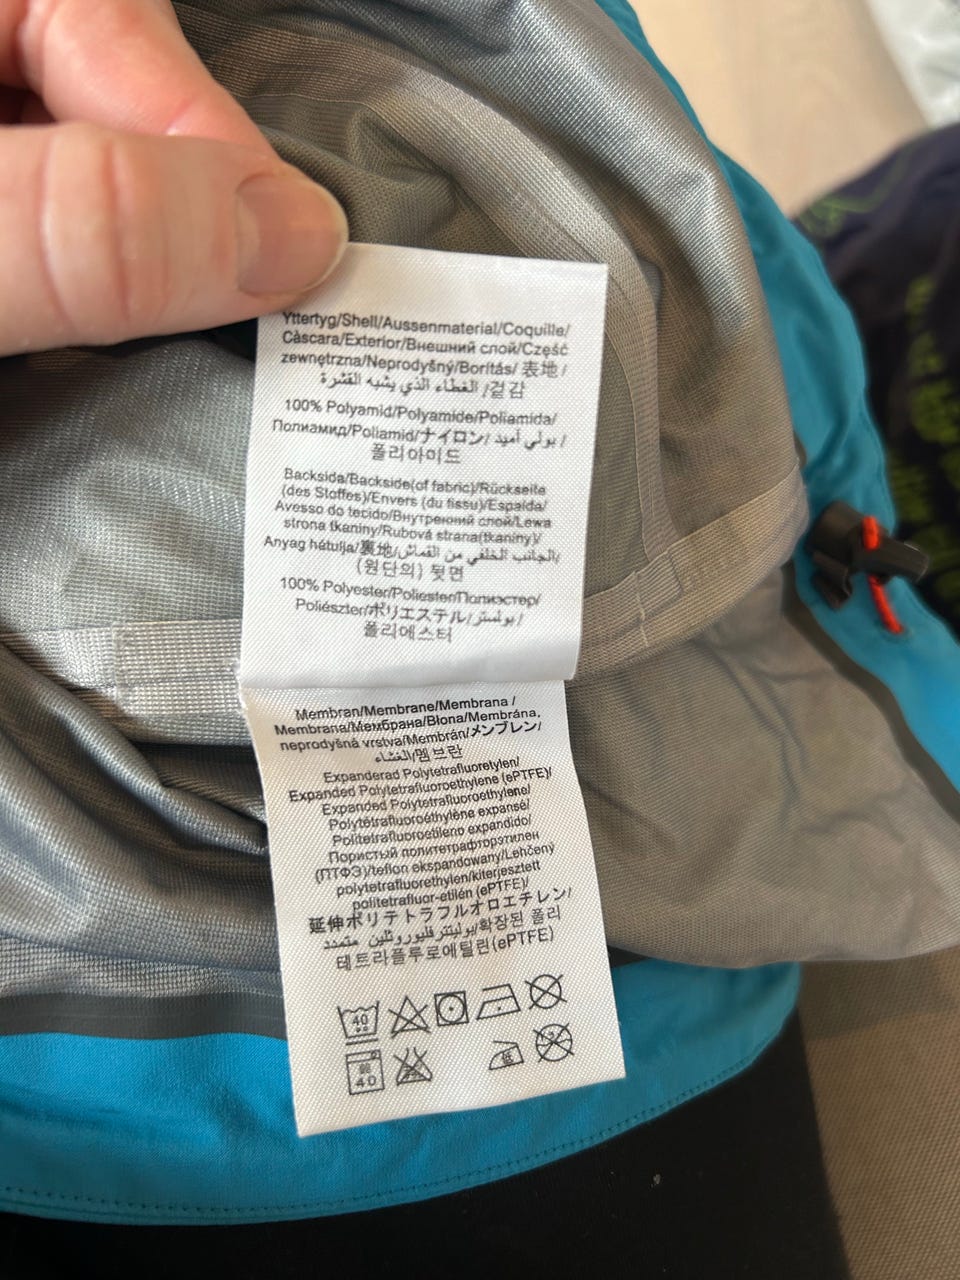 Yttertyg/Shell/Aussenmaterial/Coquille/
Càscara/Exterior/Внешний слой/Część
zewnętrzna/Neprodyšný/Borítás/ 表地 /
الغطاء الذي يشبه القشرة /겉감
100% Polyamid/Polyamide/Poliamida/
Полиамид/Poliamid/ナイロン/ بولي أميد /
폴리아미드
Backsida/Backside(of fabric)/Rückseite
(des Stoffes)/Envers (du tissu)/Espalda/
Avesso do tecido/Внутренний слой/Lewa
strona tkaniny/Rubová strana(tkaniny)/
Anyag hátulja/裏地/بالجانب الخلفي من القماش/
(원단의) 뒷면
100% Polyester/Poliester/Полиэстер/
Poliészter/ポリエステル/بولستر/
폴리에스터
Membran/Membrane/Membrana /
Membrana/Мембрана/Błona/Membrána,
neprodyšná vrstva/Membrán/メンブレン/
الغشاء/멤브란
Expanderad Polytetrafluoretylen/
Expanded Polytetrafluoroethylene (ePTFE)/
Expanded Polytetrafluoroethylene/
Polytétrafluoroéthylène expansé/
Politetrafluoroetileno expandido/
Пористый политетрафторэтилен
(ПТФЭ)/teflon ekspandowany/Lehčený
polytetrafluorethylen/kiterjesztett
politetrafluor-etilén (ePTFE)/
延伸ポリテトラフルオロエチレン/
بوليتترفليوروثلين متمدد/확장된 폴리
테트라플루로에틸린(ePTFE)
40
40